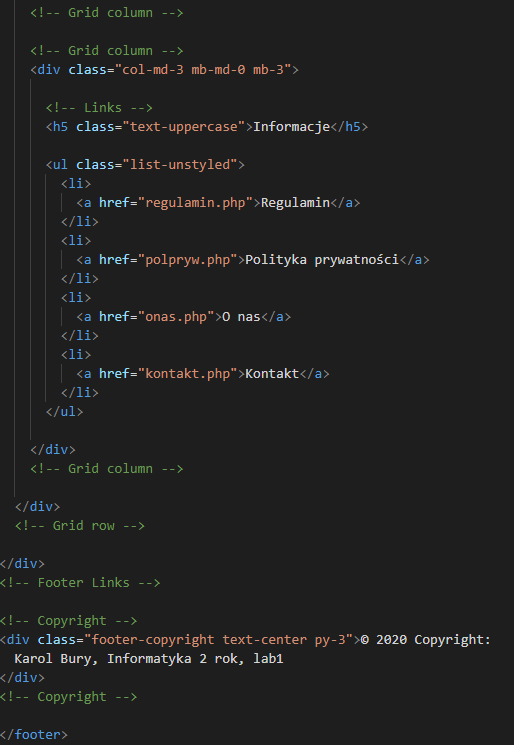 <!-- Grid column -->
<!-- Grid column -->
<div class="col-md-3 mb-md-0 mb-3">
<!-- Links -->
<h5 class="text-uppercase">Informacje</h5>
<ul class="list-unstyled">
<li>
<a href="regulamin.php">Regulamin</a>
</li>
<li>
<a href="polpryw.php">Polityka prywatności</a>
</li>
<li>
<a href="onas.php">O nas</a>
</li>
<li>
<a href="kontakt.php">Kontakt</a>
</li>
</ul>
</div>
<!-- Grid column -->
</div>
<!-- Grid row -->
</div>
<!-- Footer Links -->
<!-- Copyright -->
<div class="footer-copyright text-center py-3">© 2020 Copyright:
Karol Bury, Informatyka 2 rok, lab1
</div>
<!-- Copyright -->
</footer>